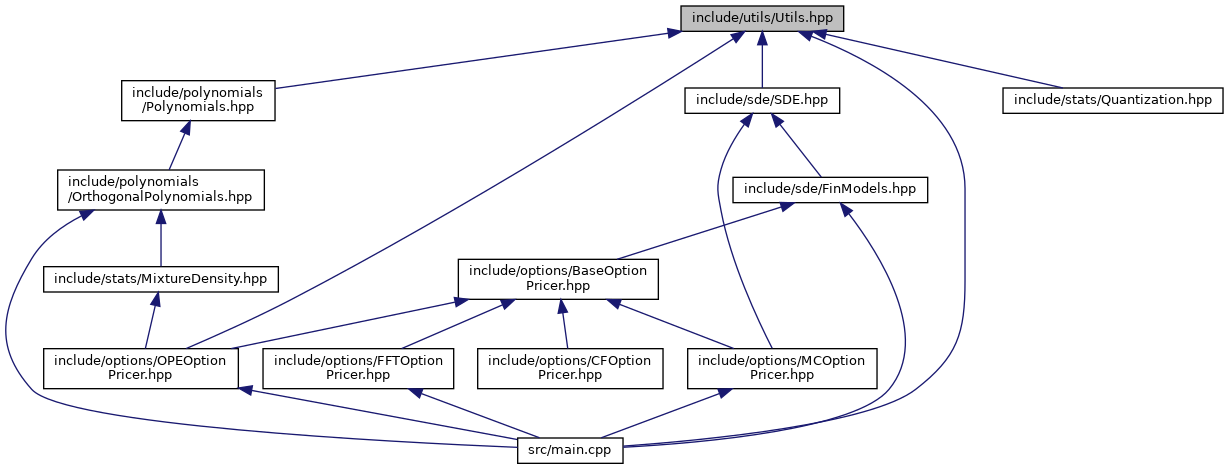 include/utils/Utils.hpp
include/polynomials
/Polynomials.hpp
include/sde/SDE.hpp
include/stats/Quantization.hpp
include/polynomials
/OrthogonalPolynomials.hpp
include/sde/FinModels.hpp
include/stats/MixtureDensity.hpp
include/options/BaseOption
Pricer.hpp
include/options/OPEOption
Pricer.hpp
include/options/FFTOption
Pricer.hpp
include/options/CFOption
Pricer.hpp
include/options/MCOption
Pricer.hpp
src/main.cpp